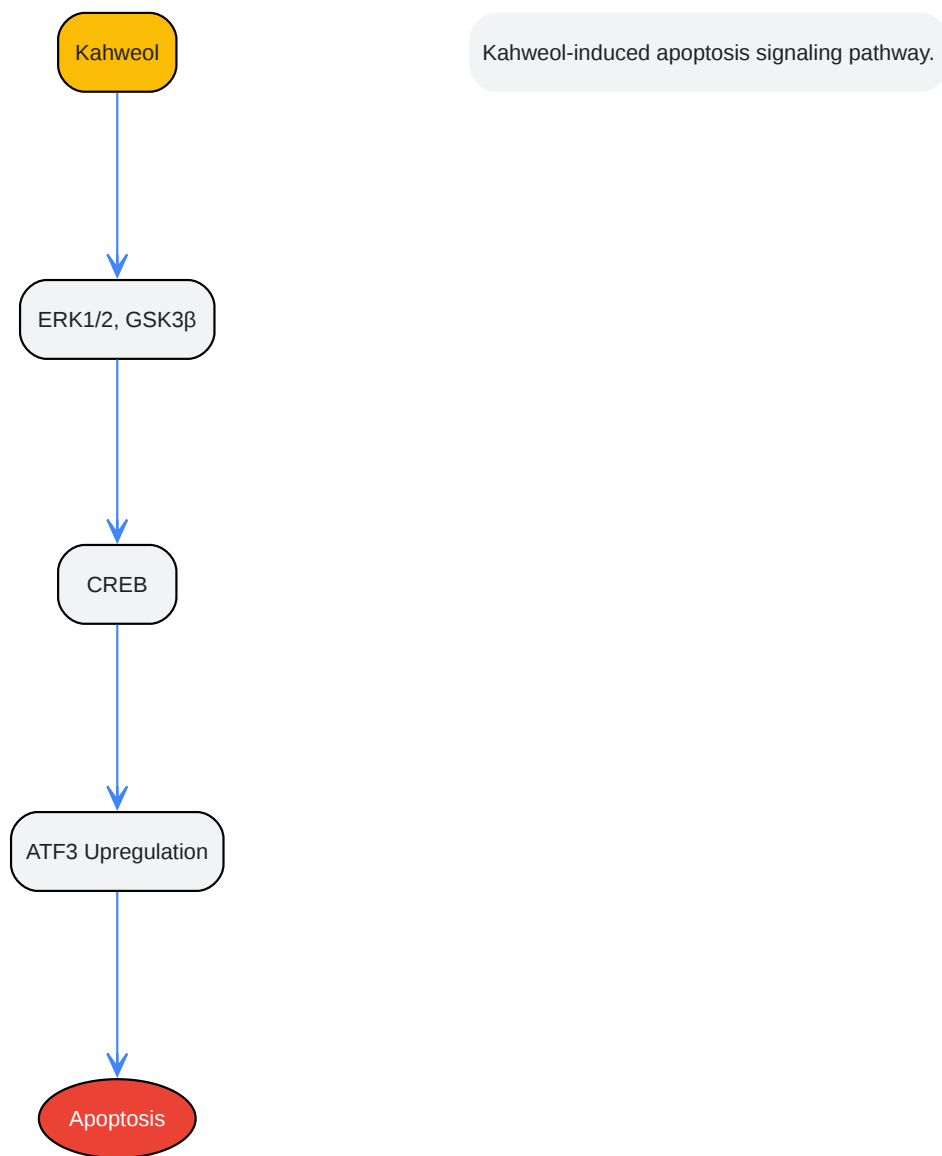 Kahweol
Kahweol-induced apoptosis signaling pathway.
ERK1/2, GSK3β
CREB
ATF3 Upregulation
Apoptosis